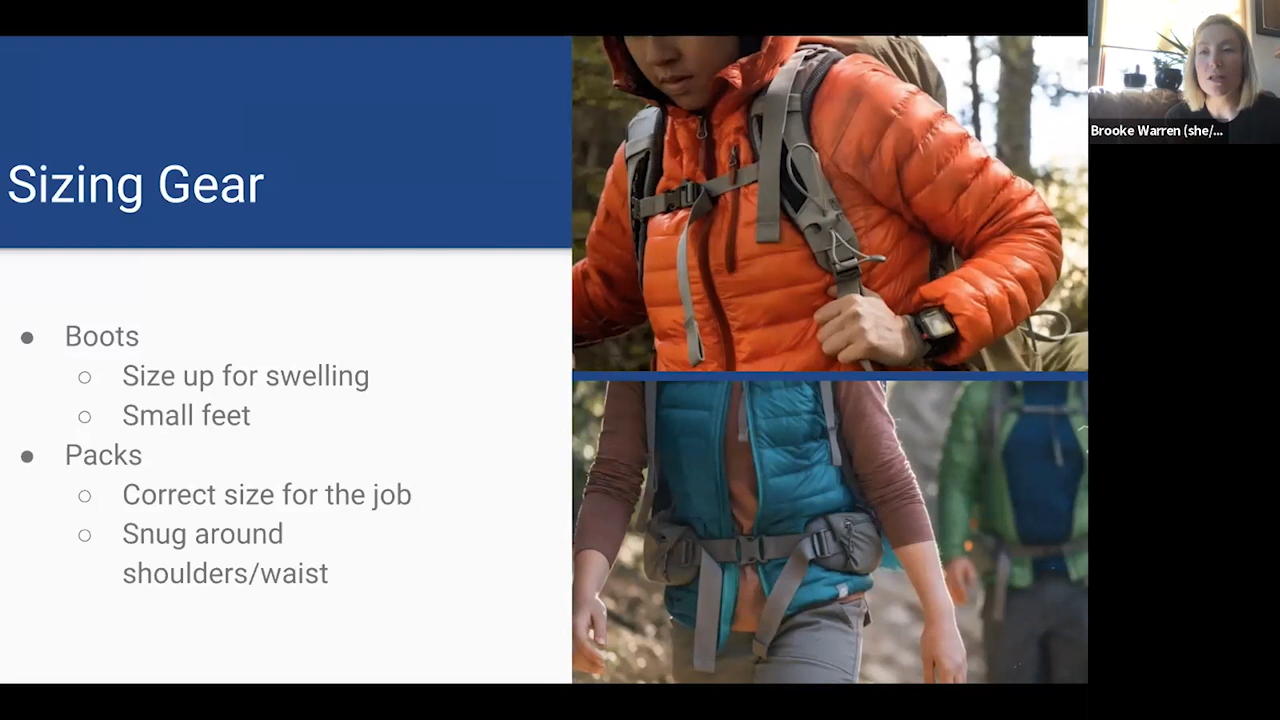 Sizing Gear
● Boots
○ Size up for swelling
○ Small feet
● Packs
○ Correct size for the job
○ Snug around
shoulders/waist
Brooke Warren (she/...